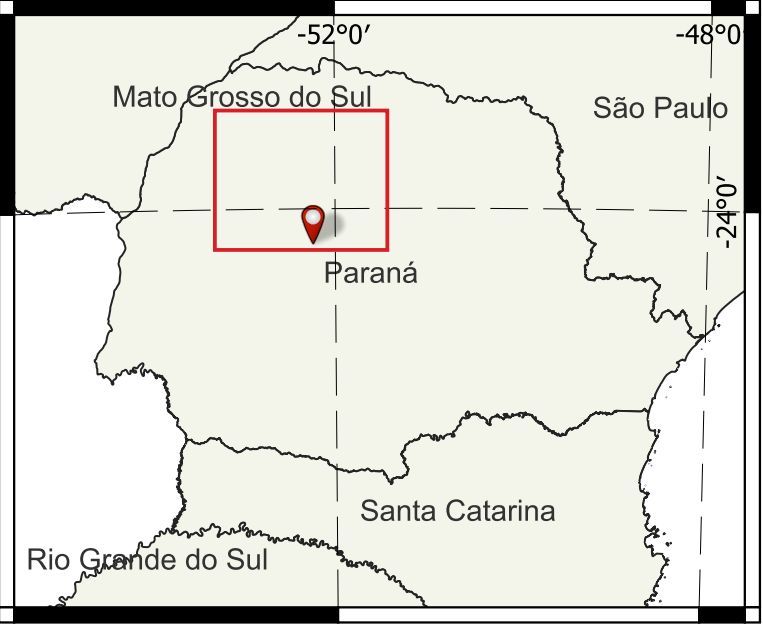 -52°0′
-48°0
Mato Grosso do Sul
São Paulo
-24°0′
Paraná
Santa Catarina
Rio Grande do Sul